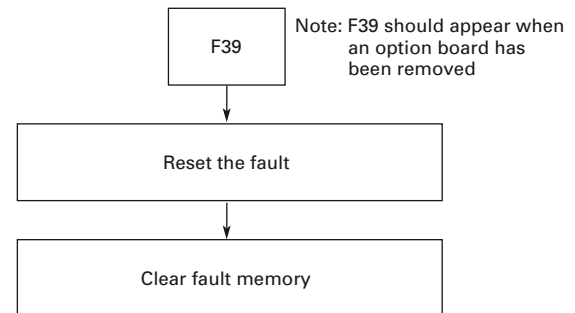 F39
Note: F39 should appear when
an option board has
been removed
Reset the fault
Clear fault memory